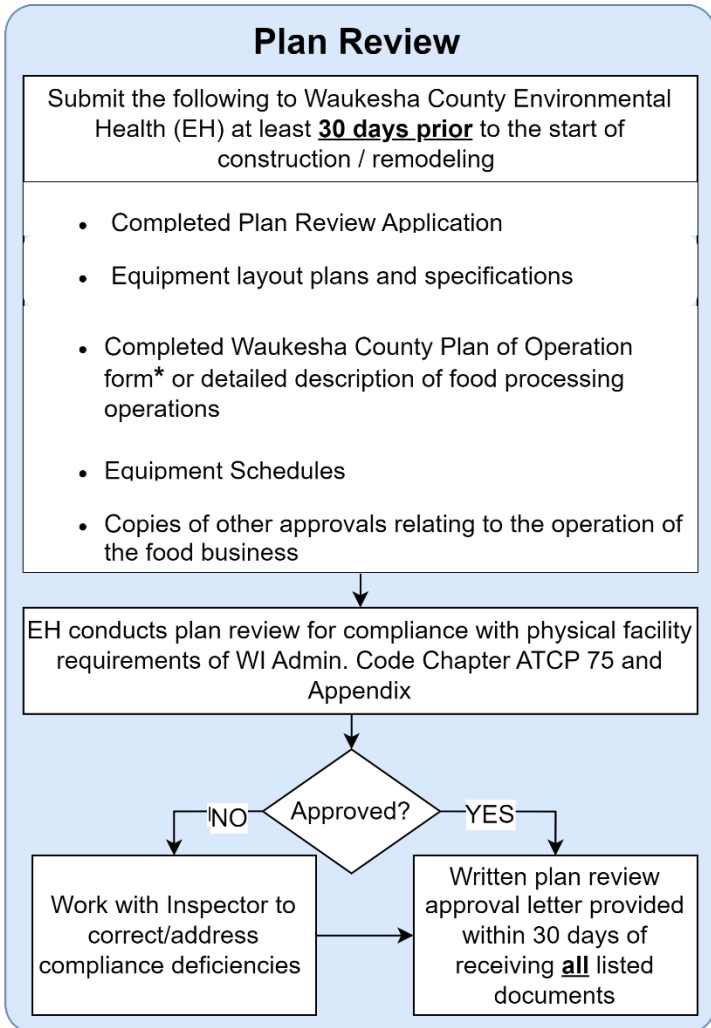 Plan Review
Submit the following to Waukesha County Environmental
Health (EH) at least 30 days prior to the start of
construction / remodeling
• Completed Plan Review Application
• Equipment layout plans and specifications
• Completed Waukesha County Plan of Operation
form* or detailed description of food processing
operations
• Equipment Schedules
• Copies of other approvals relating to the operation of
the food business
EH conducts plan review for compliance with physical facility
requirements of WI Admin. Code Chapter ATCP 75 and
Appendix
Approved?
NO
YES
Work with Inspector to
correct/address
compliance deficiencies
Written plan review
approval letter provided
within 30 days of
receiving all listed
documents